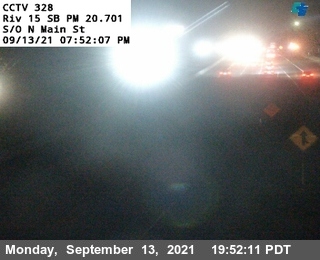 CCTV 328
Riv 15 SB PM 20.701
S/O N Main St
09/13/21 07:52:07 PM
Monday, September 13, 2021 19:52:11 PDT